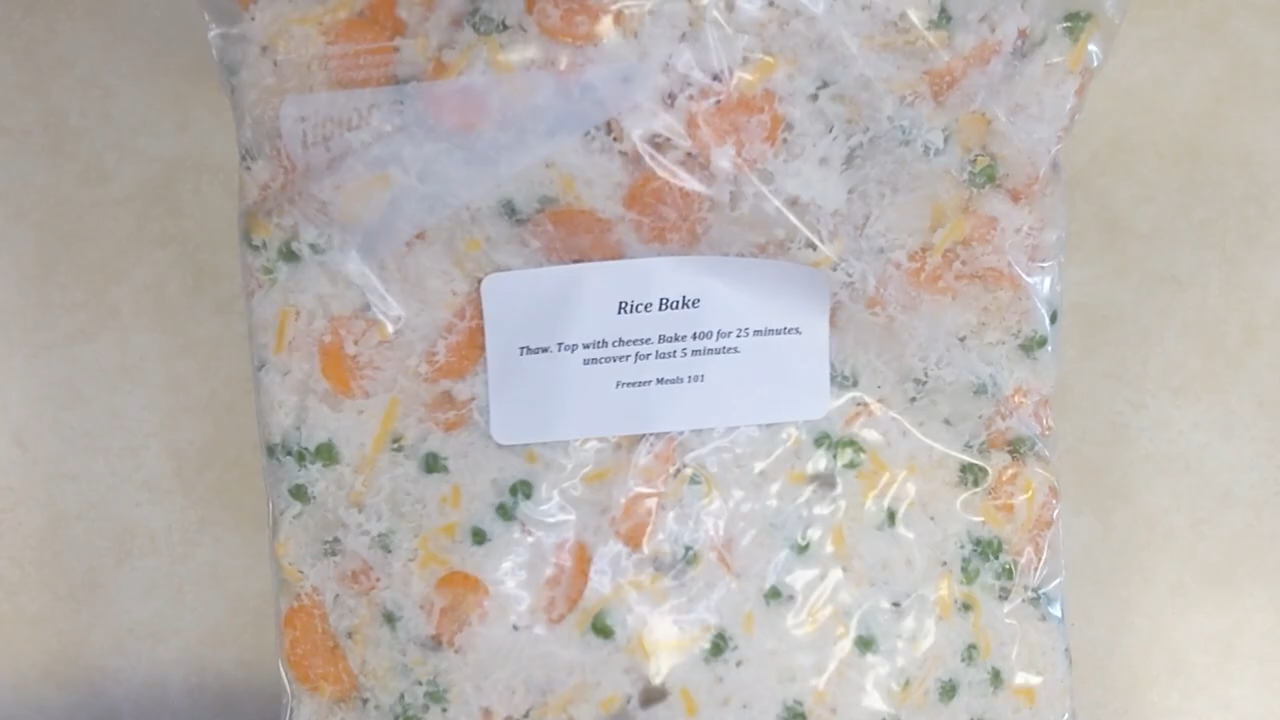 Rice Bake
Thaw. Top with cheese. Bake 400 for 25 minutes,
uncover for last 5 minutes.
Freezer Meals 101